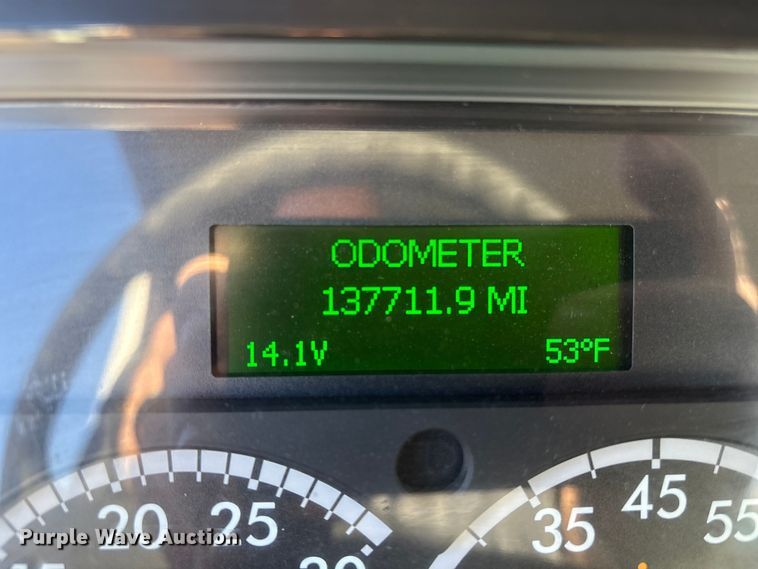 ODOMETER
137711.9 MI
14.1V 53°F
20 25 35 45 55
Purple Wave Auction